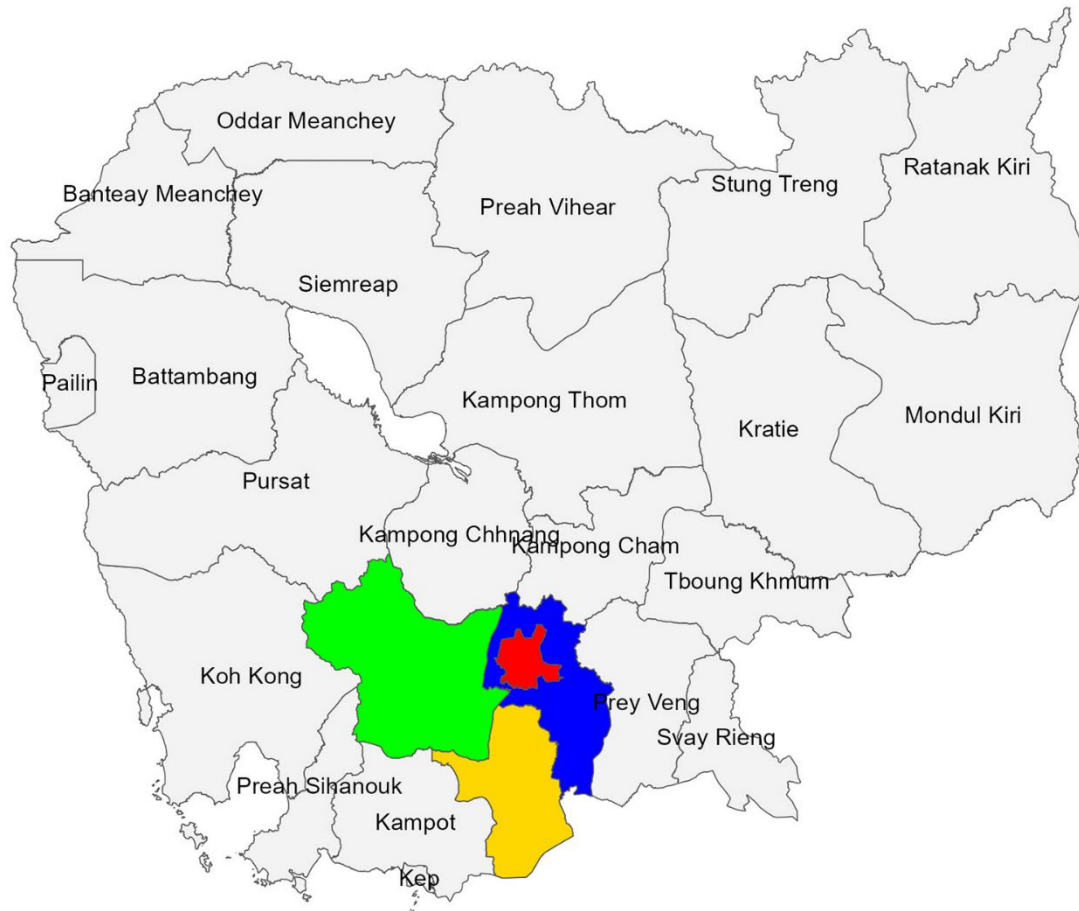 Oddar Meanchey
Ratanak Kiri
Stung Treng
Banteay Meanchey
Preah Vihear
Siemreap
Pailin
Battambang
Kampong Thom
Mondul Kiri
Kratie
Pursat
Kampong Chhnang
Kampong Cham
Tboung Khmum
Koh Kong
Prey Veng
Svay Rieng
Preah Sihanouk
Kampot
Kep